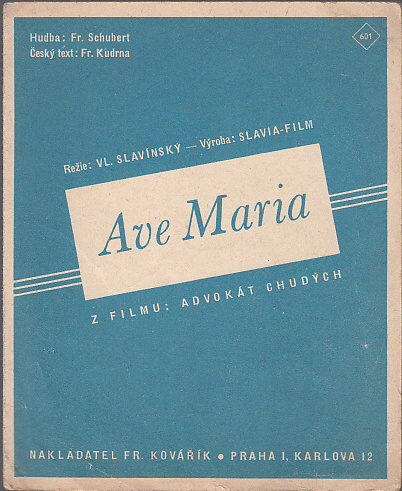 Hudba: Fr. Schubert
Český text: Fr. Kudrna
601
Režie: VL. SLAVÍNSKÝ — Výroba: SLAVIA-FILM
Ave Maria
Z FILMU: ADVOKÁT CHUDÝCH
NAKLADATEL FR. KOVÁŘÍK • PRAHA I, KARLOVA 12